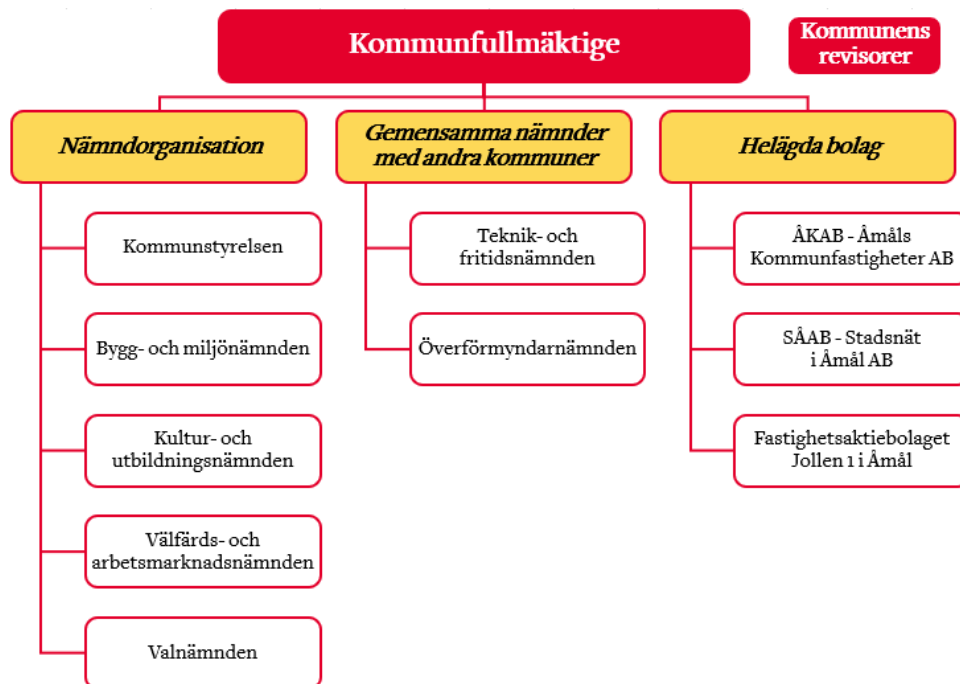 Kommunfullmäktige
Kommunens
revisorer
Nämndorganisation
Kommunstyrelsen
Bygg- och miljönämnden
Kultur- och
utbildningsnämnden
Välfärds- och
arbetsmarknadsnämnden
Valnämnden
Gemensamma nämnder
med andra kommuner
Teknik- och
fritidsnämnden
Överförmyndarnämnden
Helägda bolag
ÅKAB - Åmåls
Kommunfastigheter AB
SÅAB - Stadsnät
i Åmål AB
Fastighetsaktiebolaget
Jollen 1 i Åmål